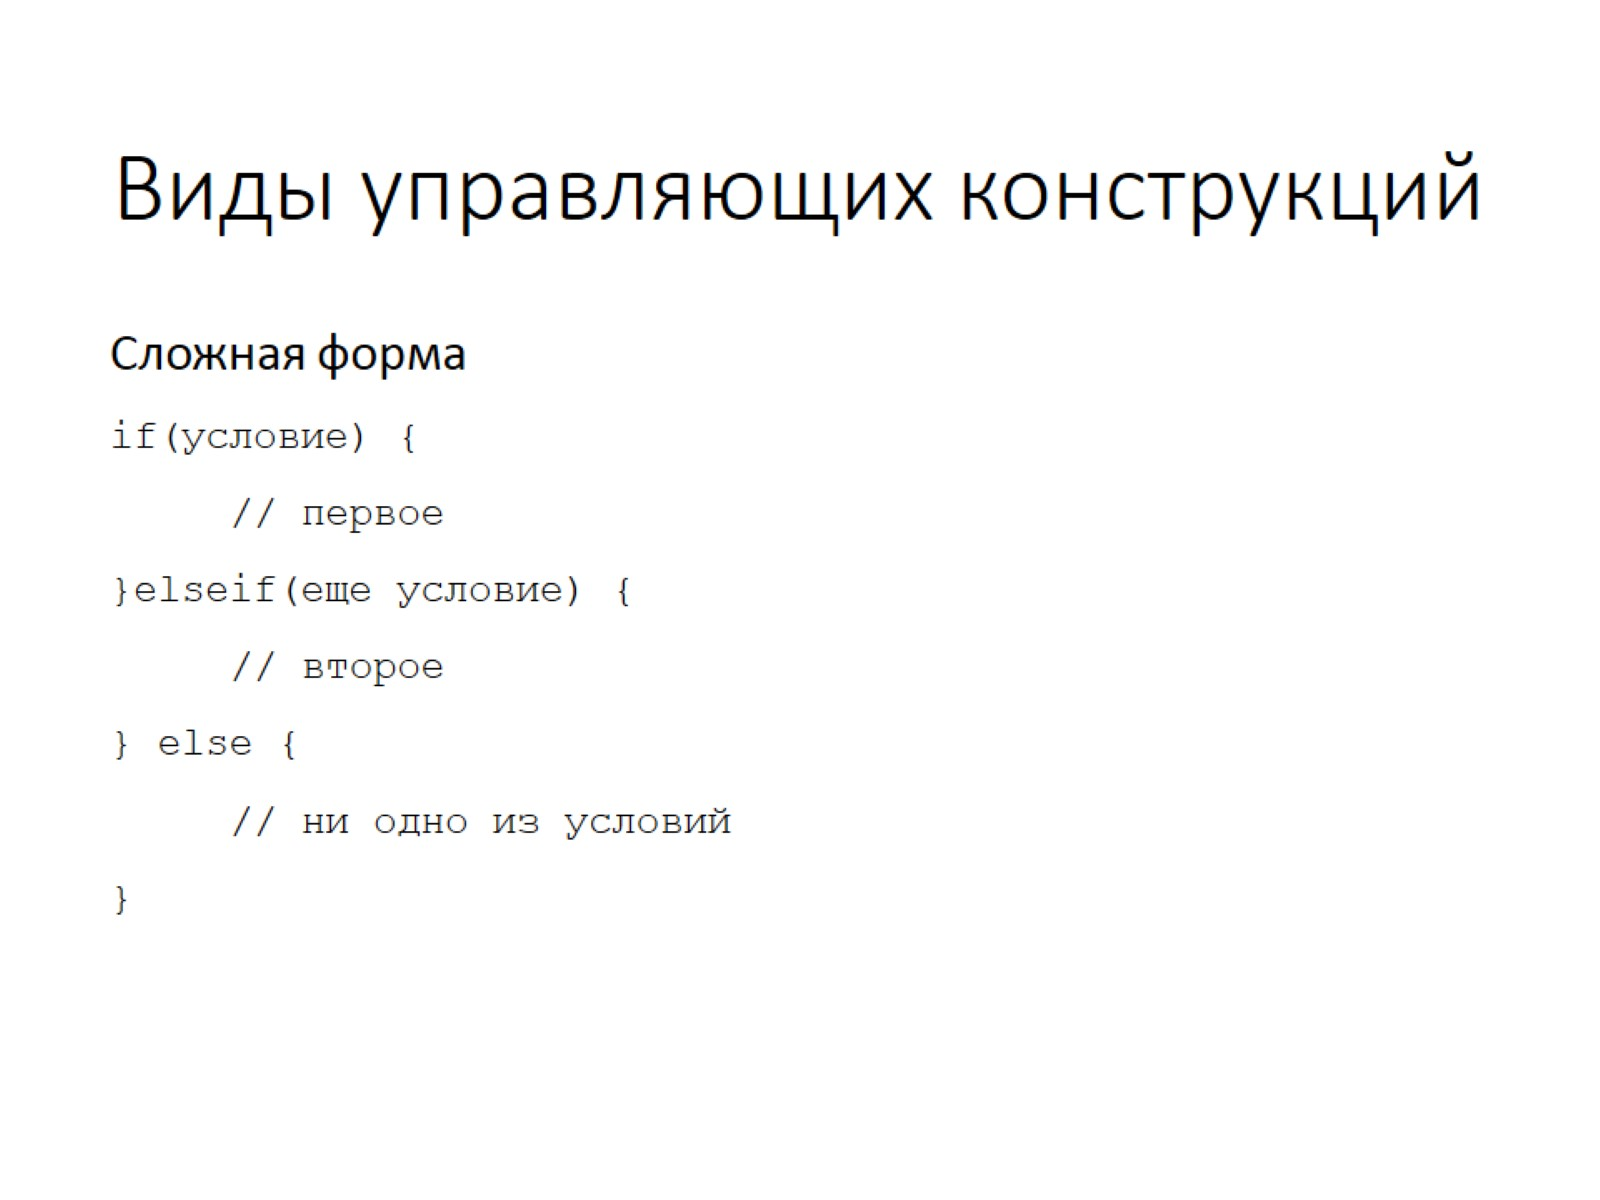 Виды управляющих конструкций
Сложная форма
if(условие) {
// первое
}elseif(еще условие) {
// второе
} else {
// ни одно из условий
}